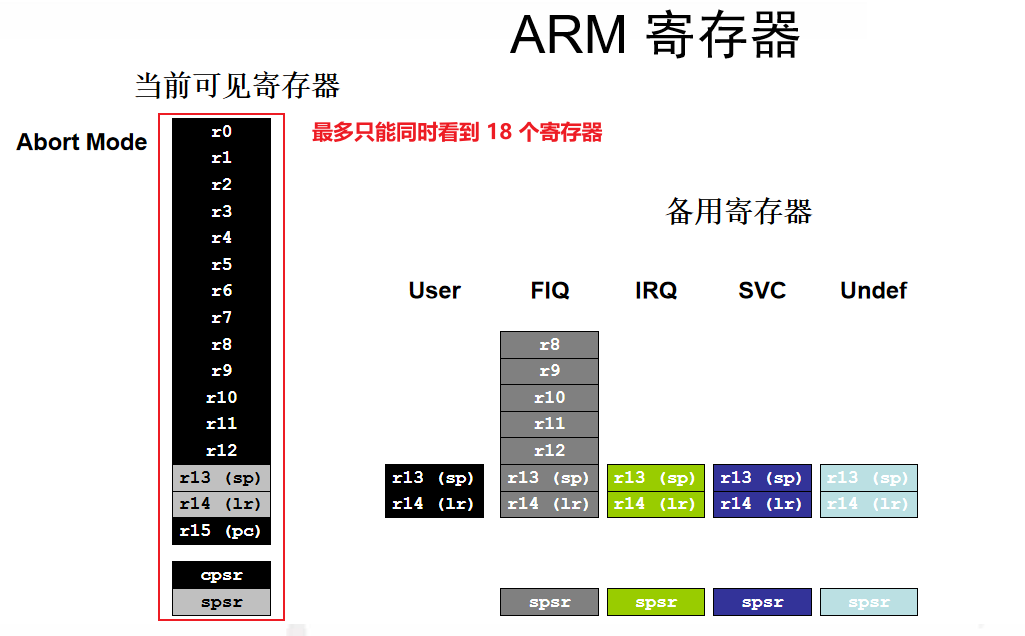 ARM 寄存器
当前可见寄存器
Abort Mode
最多只能同时看到 18 个寄存器
r0
r1
r2
r3
r4
r5
r6
r7
r8
r9
r10
r11
r12
r13 (sp)
r14 (lr)
r15 (pc)
cpsr
spsr
备用寄存器
User FIQ IRQ SVC Undef
r8
r9
r10
r11
r12
r13 (sp) r13 (sp) r13 (sp) r13 (sp) r13 (sp)
r14 (lr) r14 (lr) r14 (lr) r14 (lr) r14 (lr)
spsr spsr spsr spsr